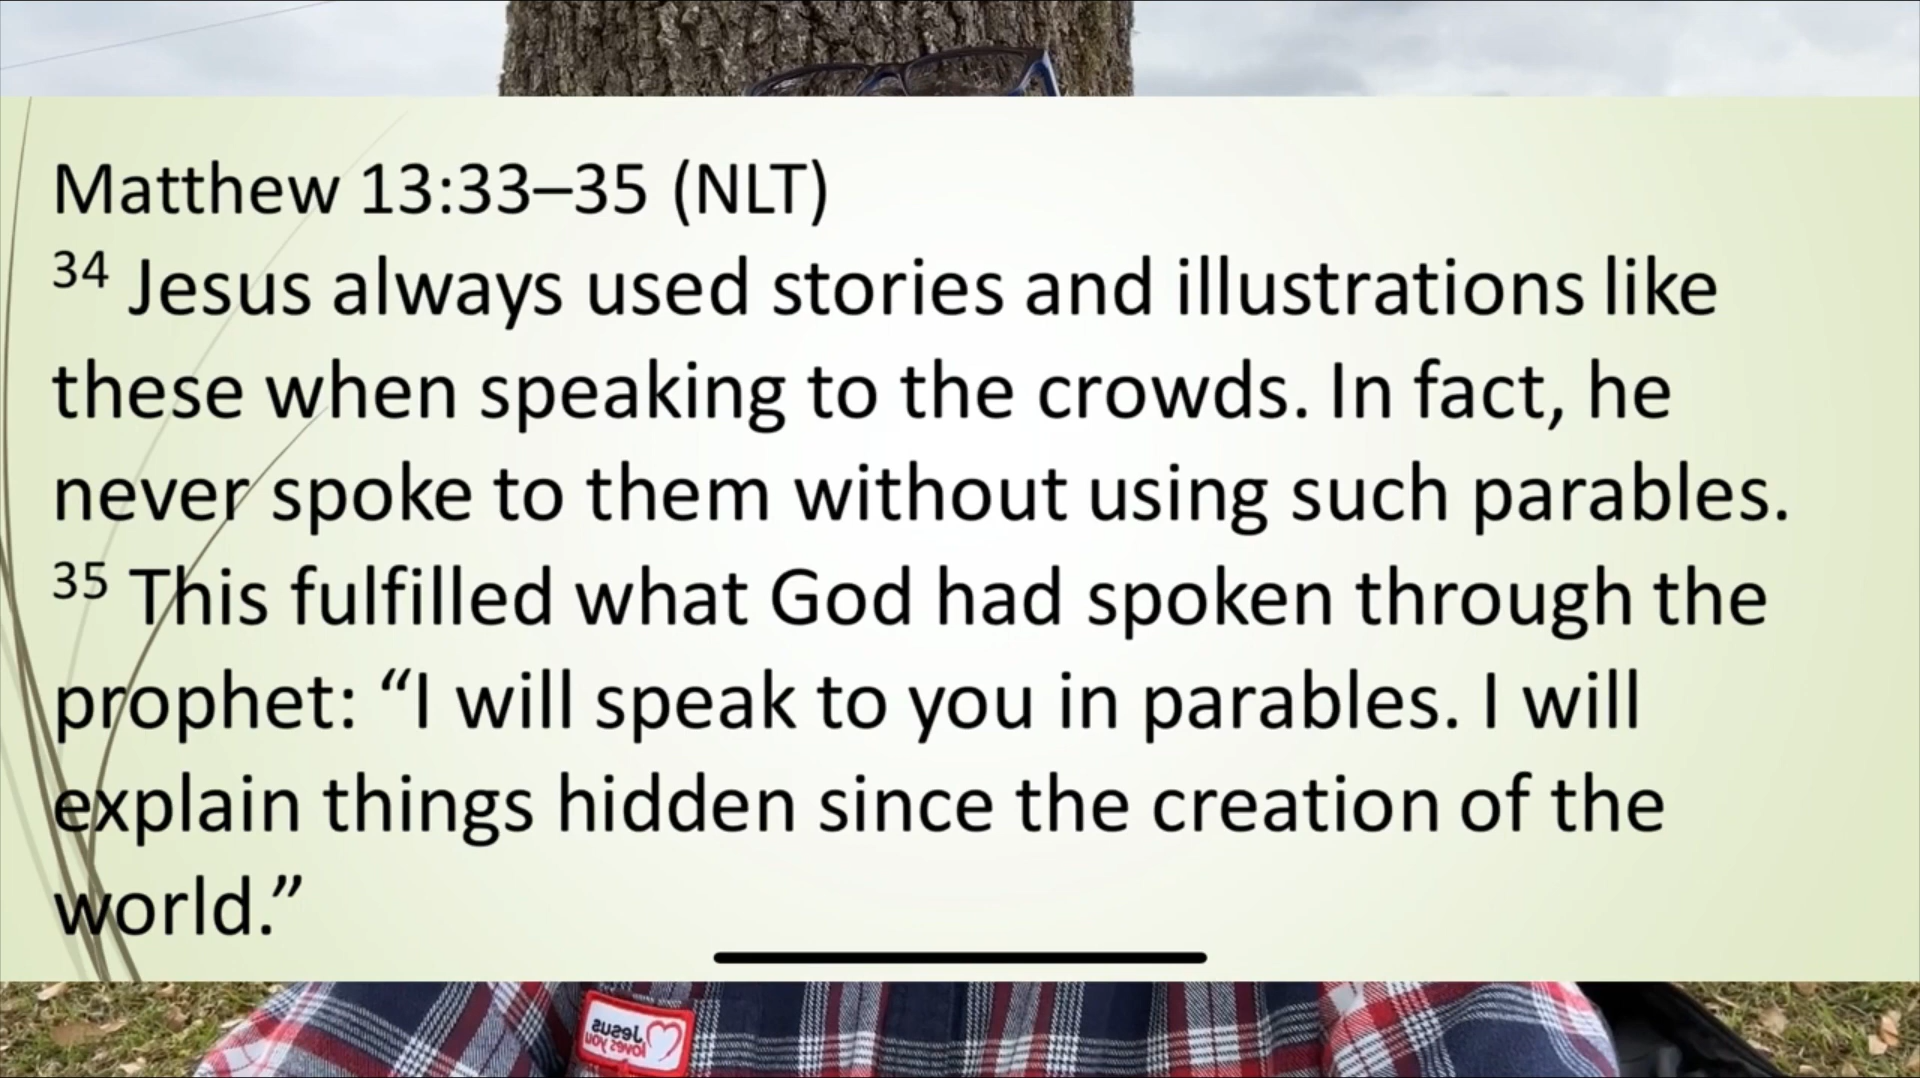 Matthew 13:33–35 (NLT)
34 Jesus always used stories and illustrations like
these when speaking to the crowds. In fact, he
never spoke to them without using such parables.
35 This fulfilled what God had spoken through the
prophet: “I will speak to you in parables. I will
explain things hidden since the creation of the
world.”
Jesus
loves you